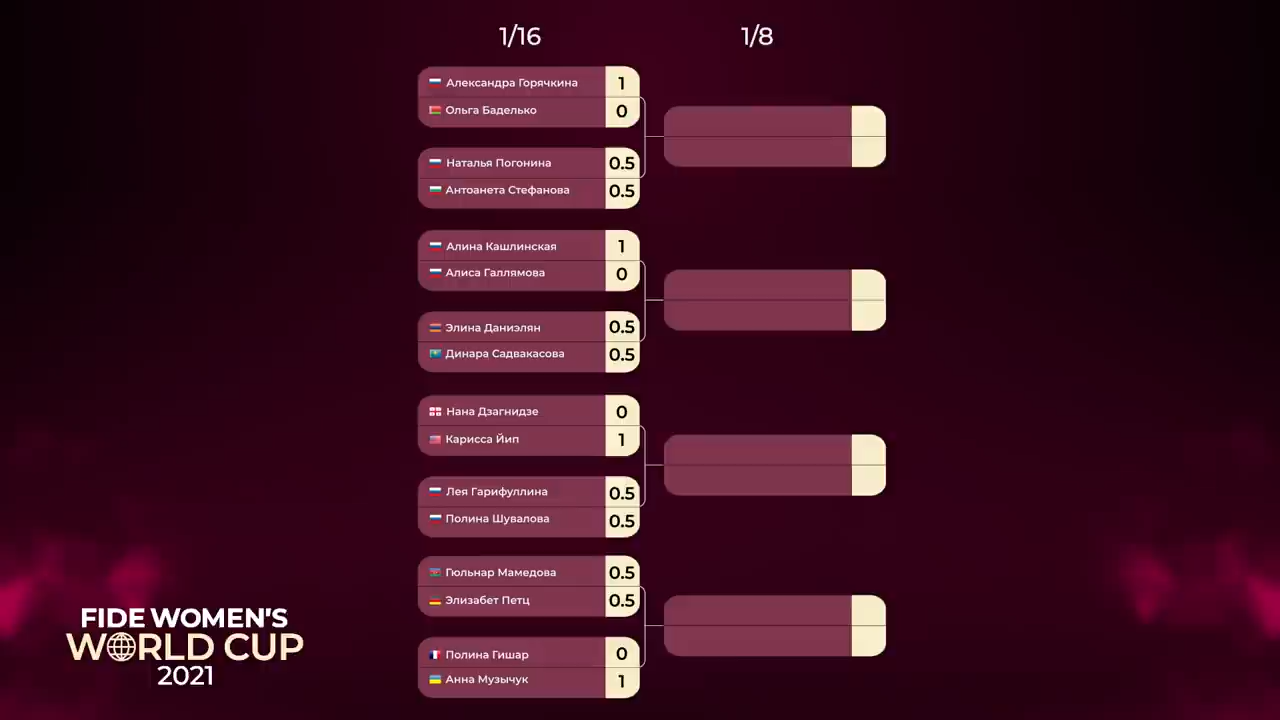 1/16
1/8
Александра Горячкина 1
Ольга Баделько 0
Наталья Погонина 0.5
Антоанета Стефанова 0.5
Алина Кашлинская 1
Алиса Галлямова 0
Элина Даниэлян 0.5
Динара Садвакасова 0.5
Нана Дзагнидзе 0
Карисса Йип 1
Лея Гарифуллина 0.5
Полина Шувалова 0.5
Гюльнар Мамедова 0.5
Элизабет Петц 0.5
Полина Гишар 0
Анна Музычук 1
FIDE WOMEN'S
WORLD CUP
2021